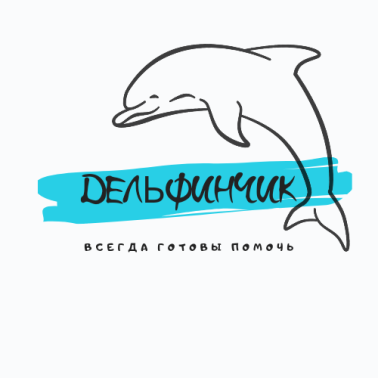 ДЕЛЬФИНЧИК
ВСЕГДА ГОТОВЫ ПОМОЧЬ